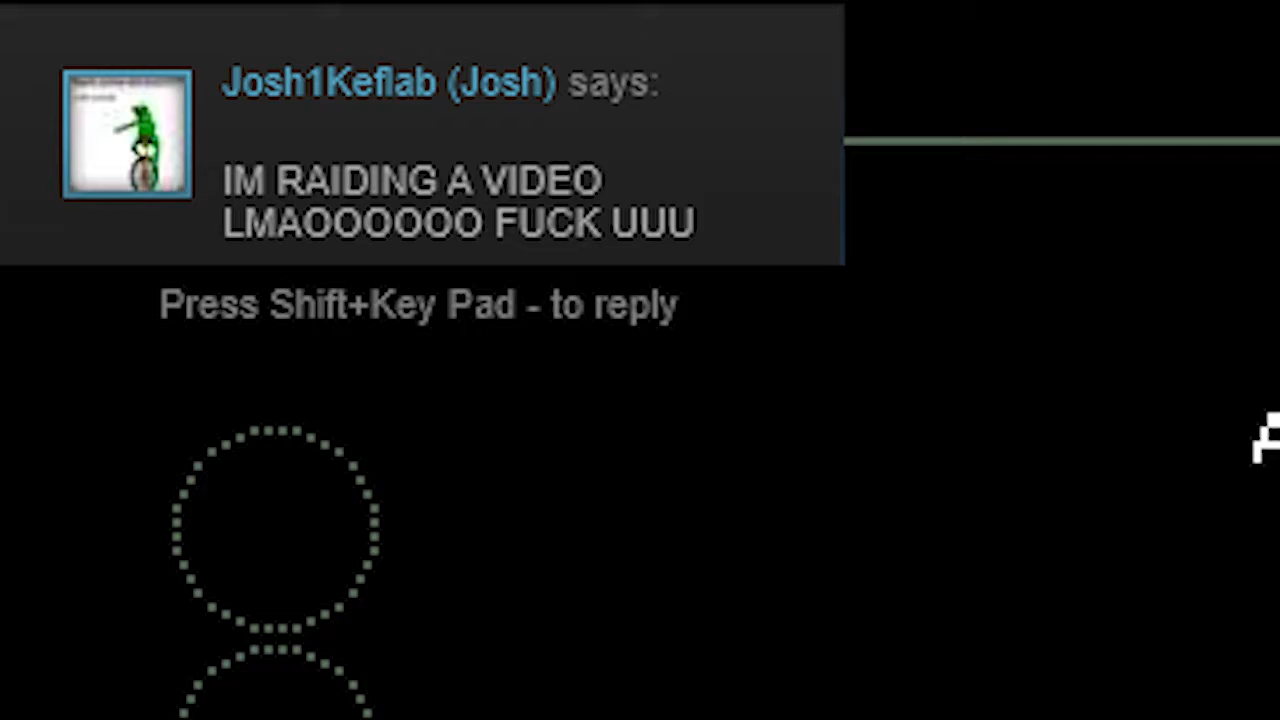 Josh1Keflab (Josh) says:
IM RAIDING A VIDEO
LMAOOOOOO FUCK UUU
Press Shift+Key Pad - to reply